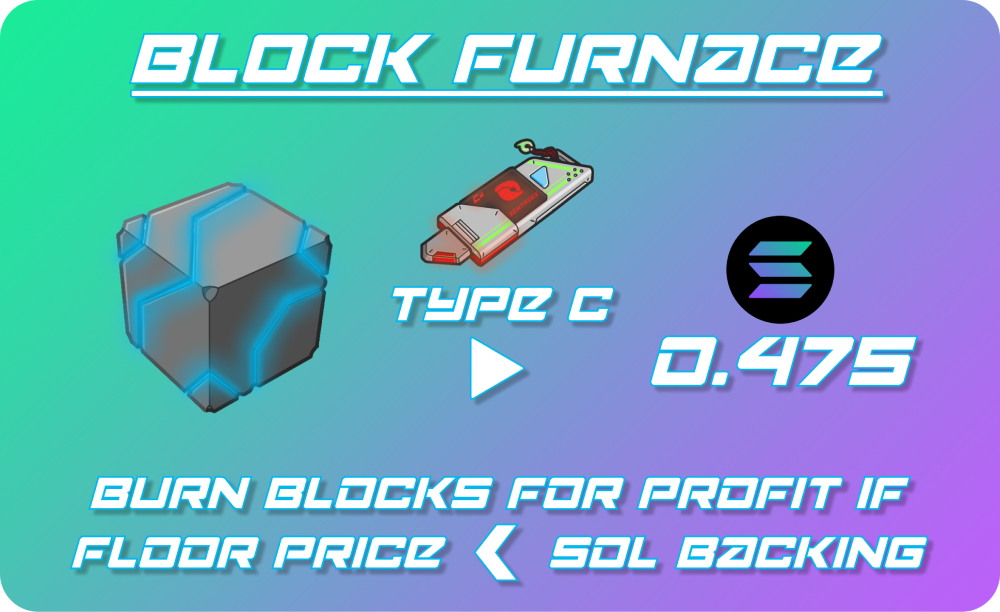 BLOCK FURNACE
TYPE C
0.475
BURN BLOCKS FOR PROFIT IF
FLOOR PRICE < SOL BACKING